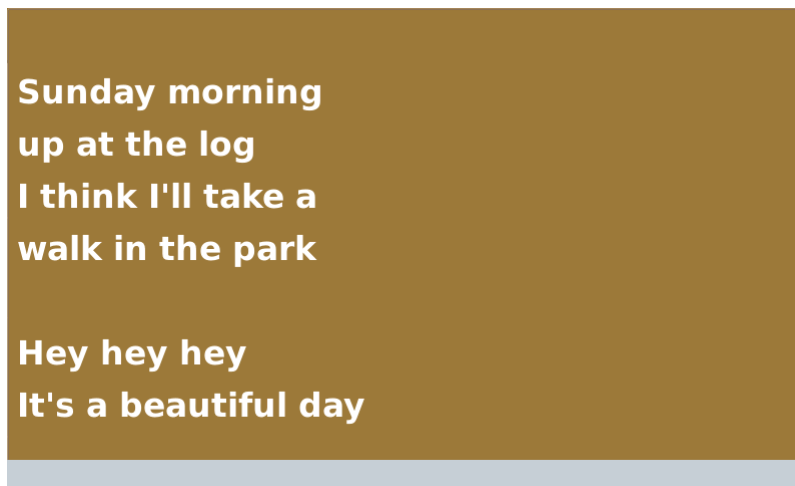 Sunday morning
up at the log
I think I'll take a
walk in the park
Hey hey hey
It's a beautiful day